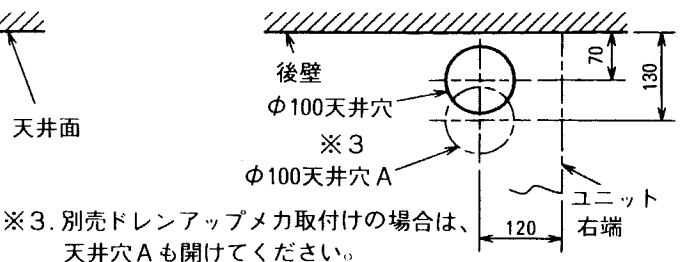 天井面
後壁
φ100天井穴
※3
φ100天井穴A
70
130
120
ユニット
右端
※3.別売ドレンアップメカ取付けの場合は、
天井穴Aも開けてください。